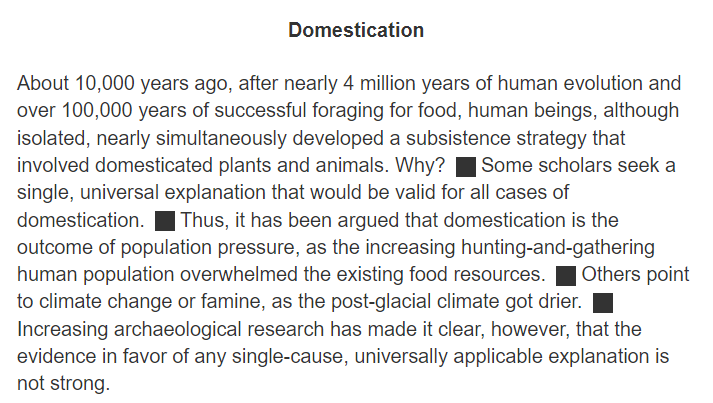 Domestication
About 10,000 years ago, after nearly 4 million years of human evolution and
over 100,000 years of successful foraging for food, human beings, although
isolated, nearly simultaneously developed a subsistence strategy that
involved domesticated plants and animals. Why? ■ Some scholars seek a
single, universal explanation that would be valid for all cases of
domestication. ■ Thus, it has been argued that domestication is the
outcome of population pressure, as the increasing hunting-and-gathering
human population overwhelmed the existing food resources. ■ Others point
to climate change or famine, as the post-glacial climate got drier. ■
Increasing archaeological research has made it clear, however, that the
evidence in favor of any single-cause, universally applicable explanation is
not strong.